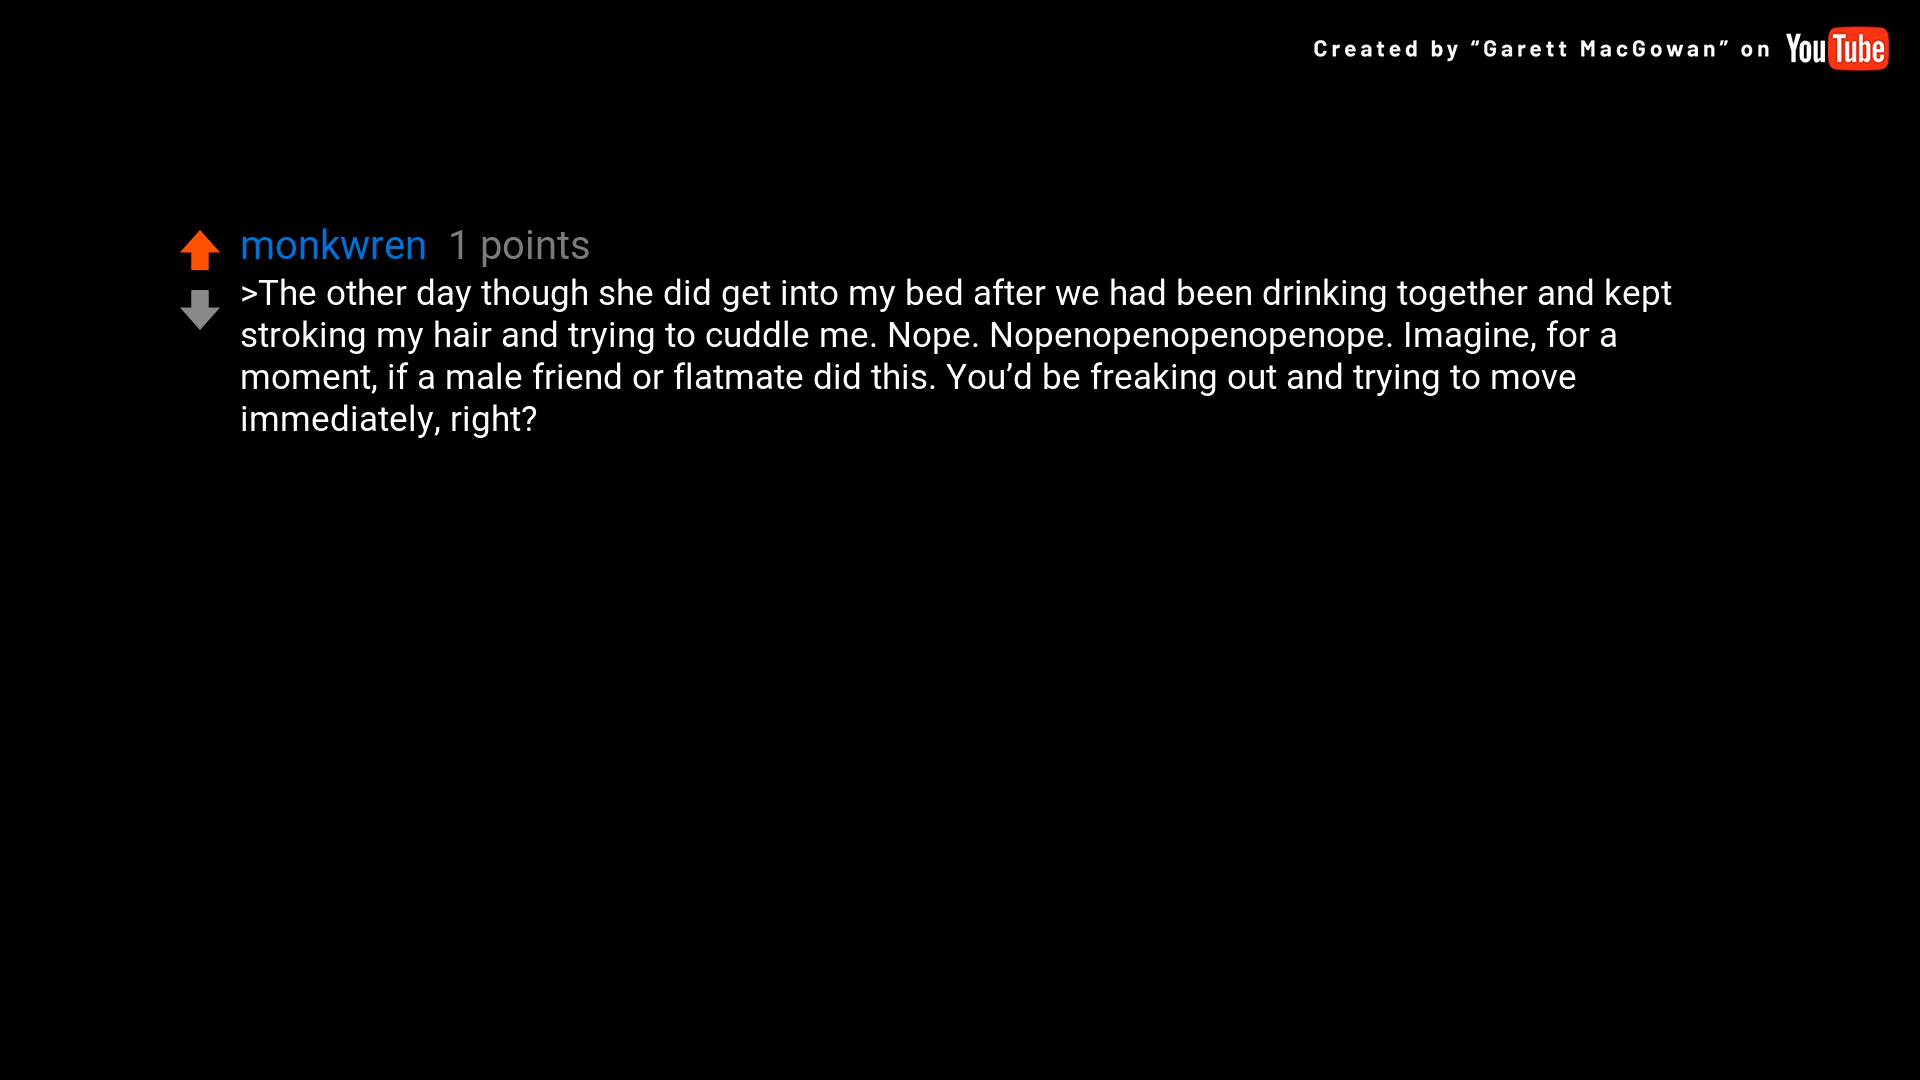 Created by “Garett MacGowan” on YouTube
monkwren 1 points
>The other day though she did get into my bed after we had been drinking together and kept
stroking my hair and trying to cuddle me. Nope. Nopenopenopenopenope. Imagine, for a
moment, if a male friend or flatmate did this. You’d be freaking out and trying to move
immediately, right?